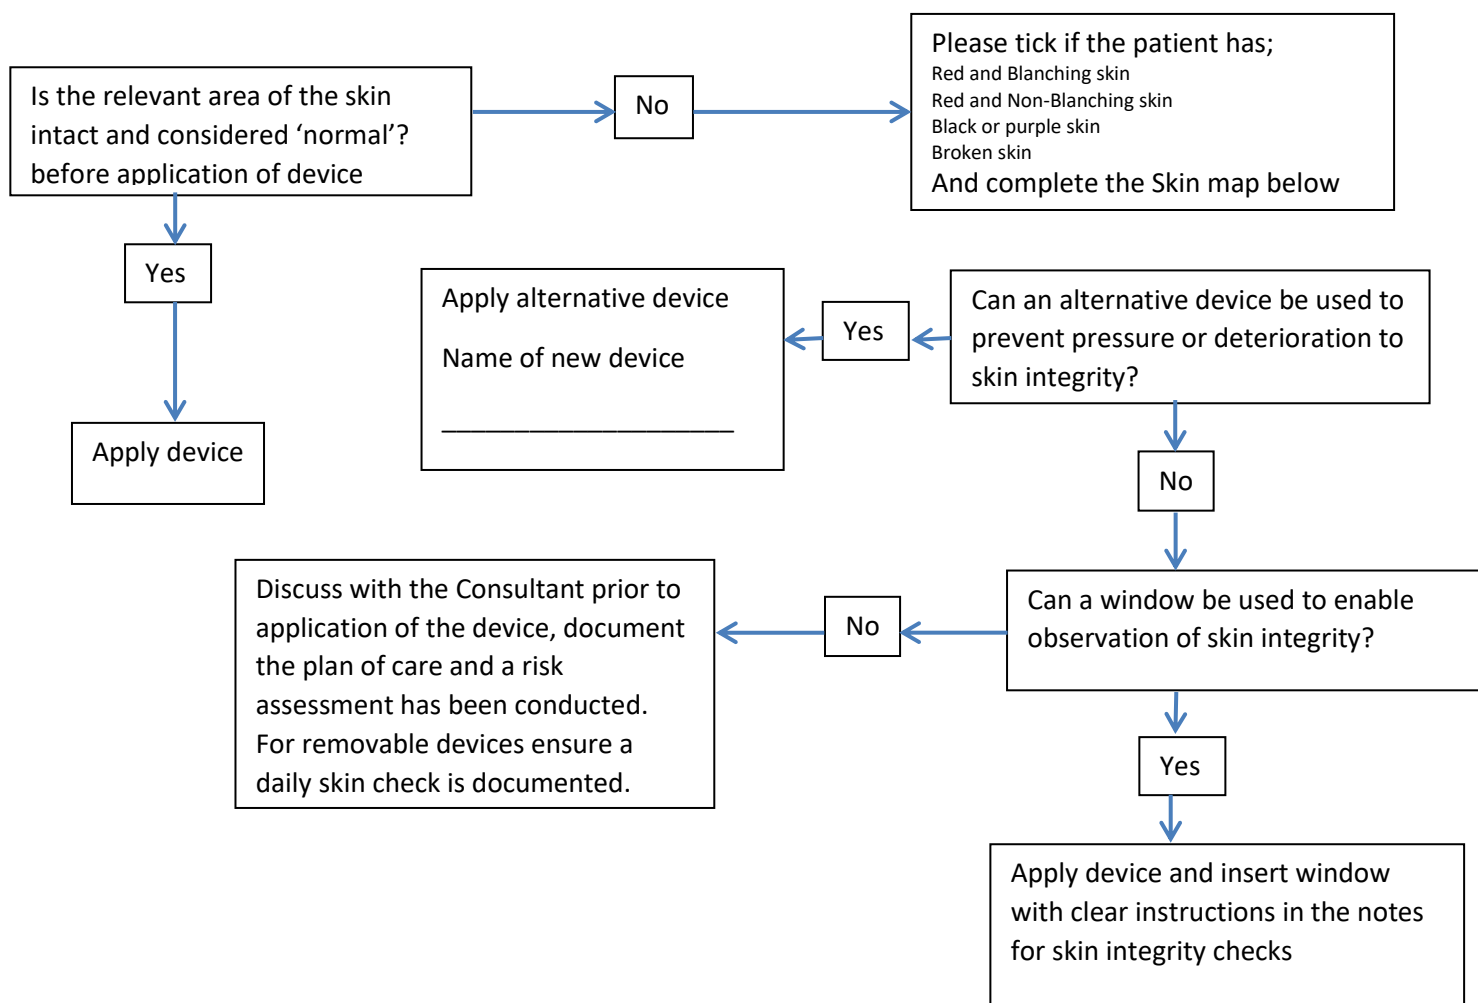 Is the relevant area of the skin
intact and considered ‘normal’?
before application of device
No
Please tick if the patient has;
Red and Blanching skin
Red and Non-Blanching skin
Black or purple skin
Broken skin
And complete the Skin map below
Yes
Apply device
Apply alternative device
Name of new device
____________________
Yes
Can an alternative device be used to
prevent pressure or deterioration to
skin integrity?
No
Discuss with the Consultant prior to
application of the device, document
the plan of care and a risk
assessment has been conducted.
For removable devices ensure a
daily skin check is documented.
No
Can a window be used to enable
observation of skin integrity?
Yes
Apply device and insert window
with clear instructions in the notes
for skin integrity checks